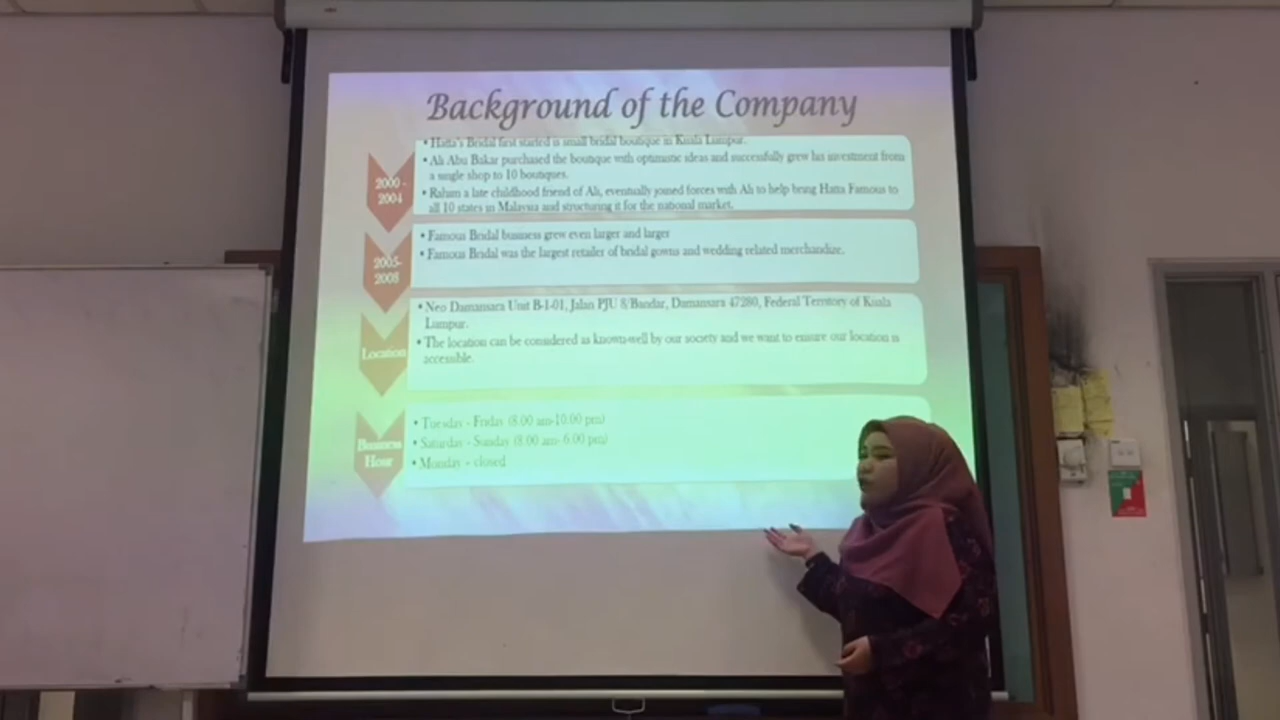 Background of the Company
2000 -
2004
• Hatta's Bridal first started is small bridal boutique in Kuala Lumpur.
• Ali Abu Bakar purchased the boutique with optimistic ideas and successfully grew his investment from
a single shop to 10 boutiques.
• Rahim a late childhood friend of Ali, eventually joined forces with Ali to help bring Hatta Famous to
all 10 states in Malaysia and structuring it for the national market.
2005-
2008
• Famous Bridal business grew even larger and larger
• Famous Bridal was the largest retailer of bridal gowns and wedding related merchandize.
Location
• Neo Damansara Unit B-1-01, Jalan PJU 8/Bandar, Damansara 47280, Federal Territory of Kuala
Lumpur.
• The location can be considered as known-well by our society and we want to ensure our location is
accessible.
Business
Hour
• Tuesday - Friday (8.00 am-10.00 pm)
• Saturday - Sunday (8.00 am- 6.00 pm)
• Monday - closed